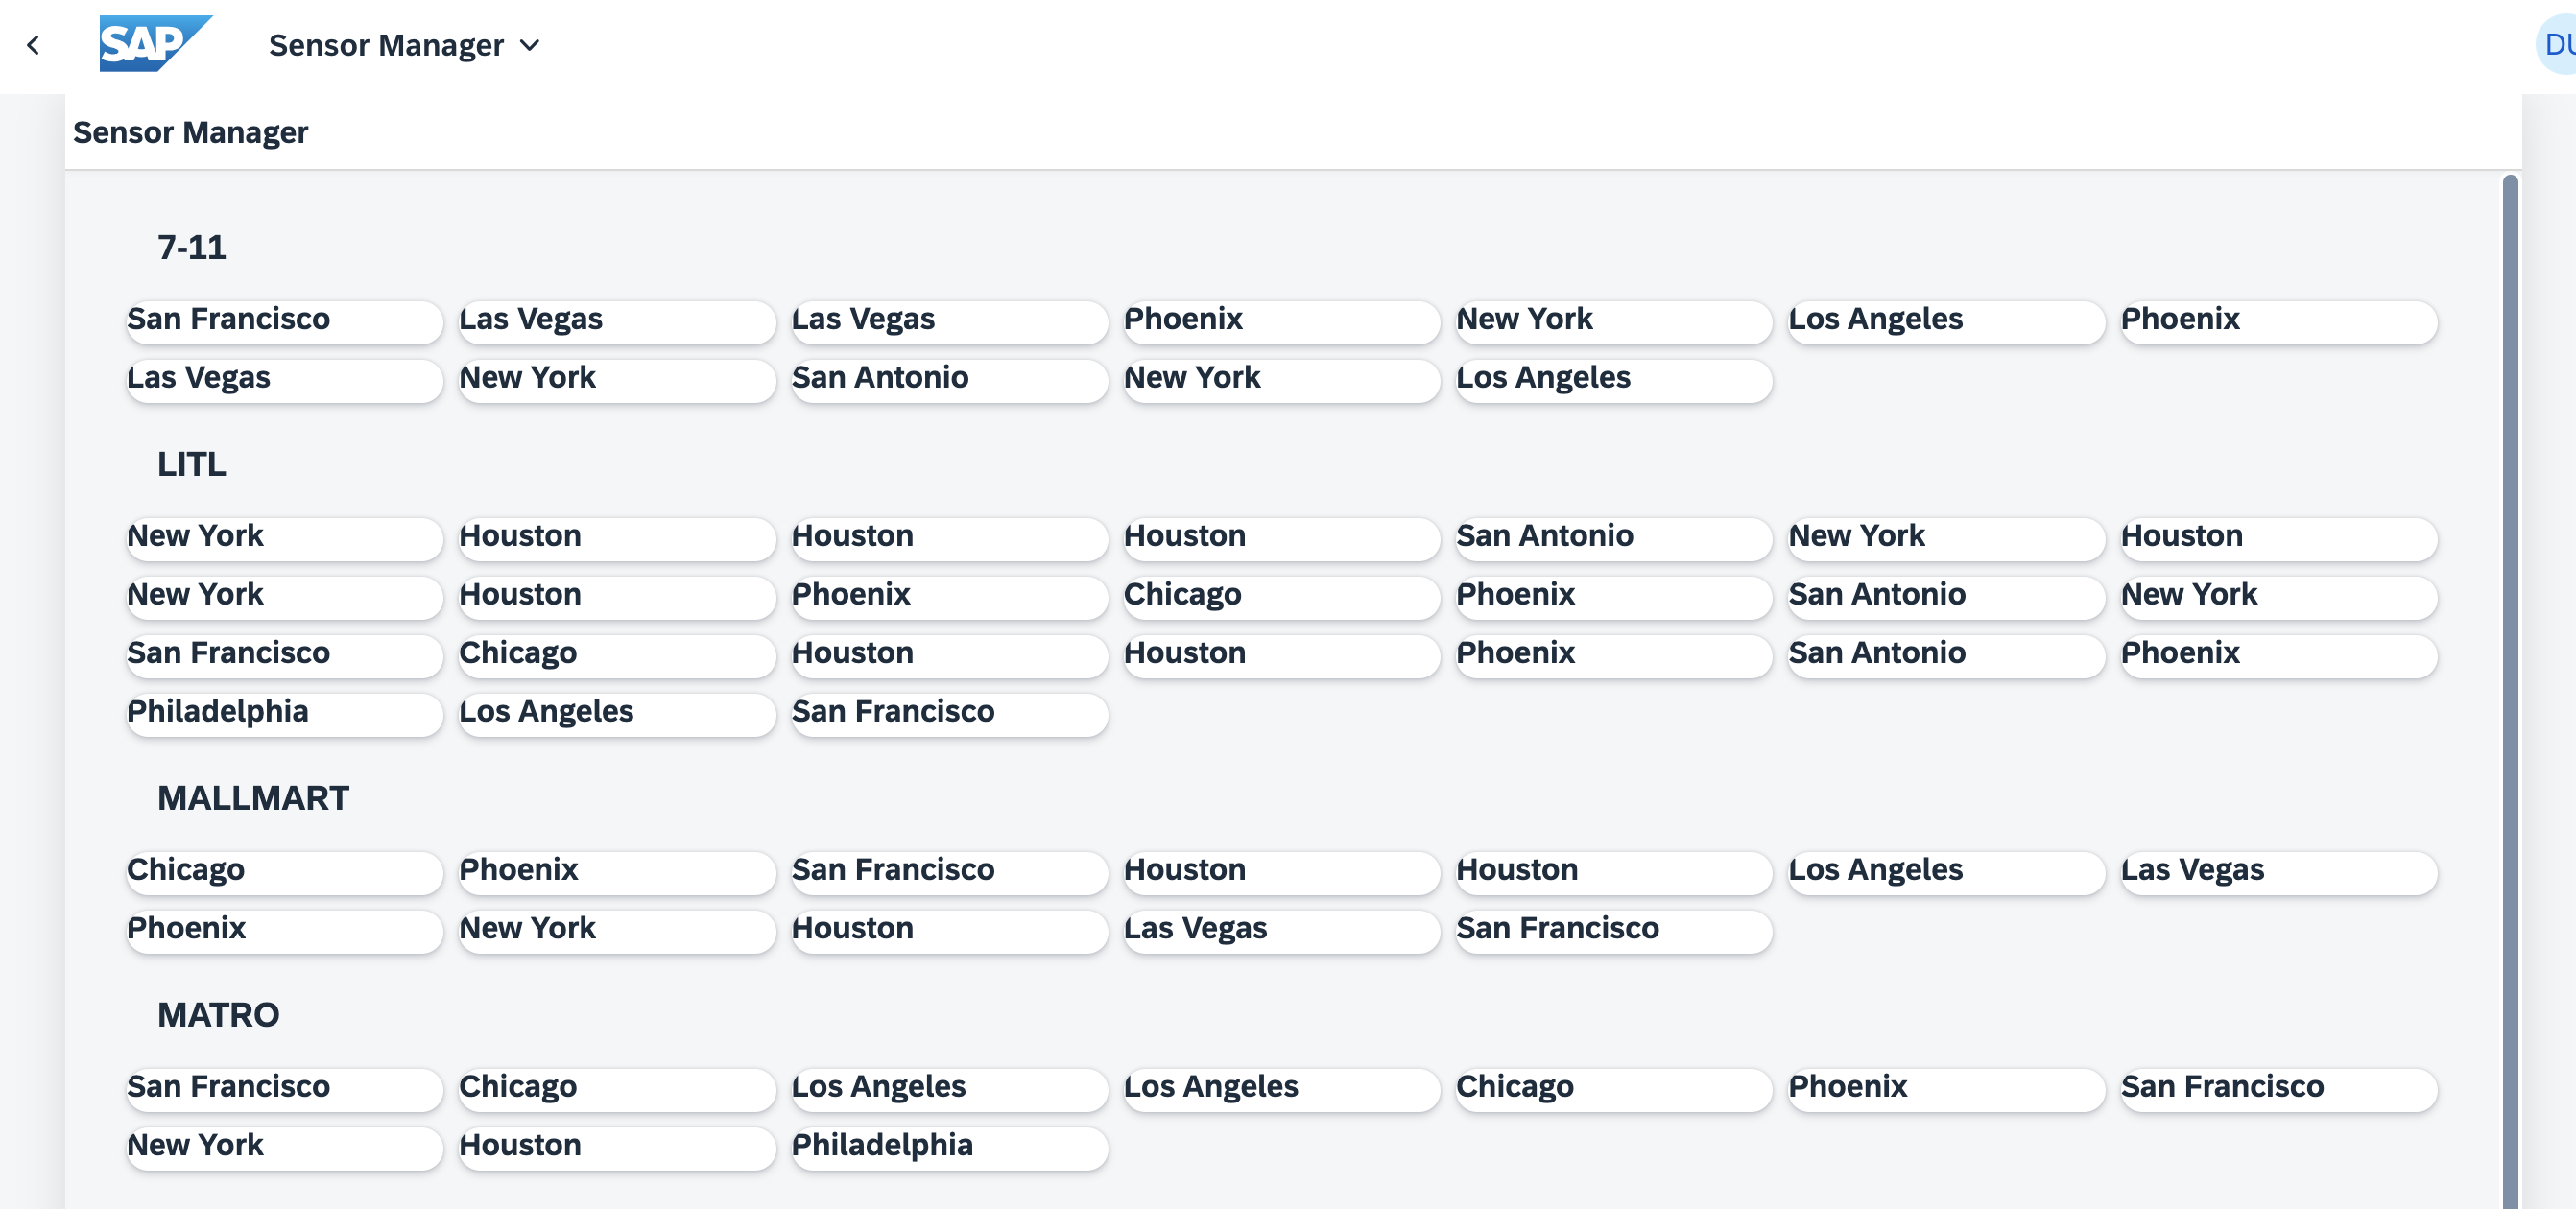 SAP Sensor Manager DU
Sensor Manager
7-11
San Francisco Las Vegas Las Vegas Phoenix New York Los Angeles Phoenix
Las Vegas New York San Antonio New York Los Angeles
LITL
New York Houston Houston Houston San Antonio New York Houston
New York Houston Phoenix Chicago Phoenix San Antonio New York
San Francisco Chicago Houston Houston Phoenix San Antonio Phoenix
Philadelphia Los Angeles San Francisco
MALLMART
Chicago Phoenix San Francisco Houston Houston Los Angeles Las Vegas
Phoenix New York Houston Las Vegas San Francisco
MATRO
San Francisco Chicago Los Angeles Los Angeles Chicago Phoenix San Francisco
New York Houston Philadelphia